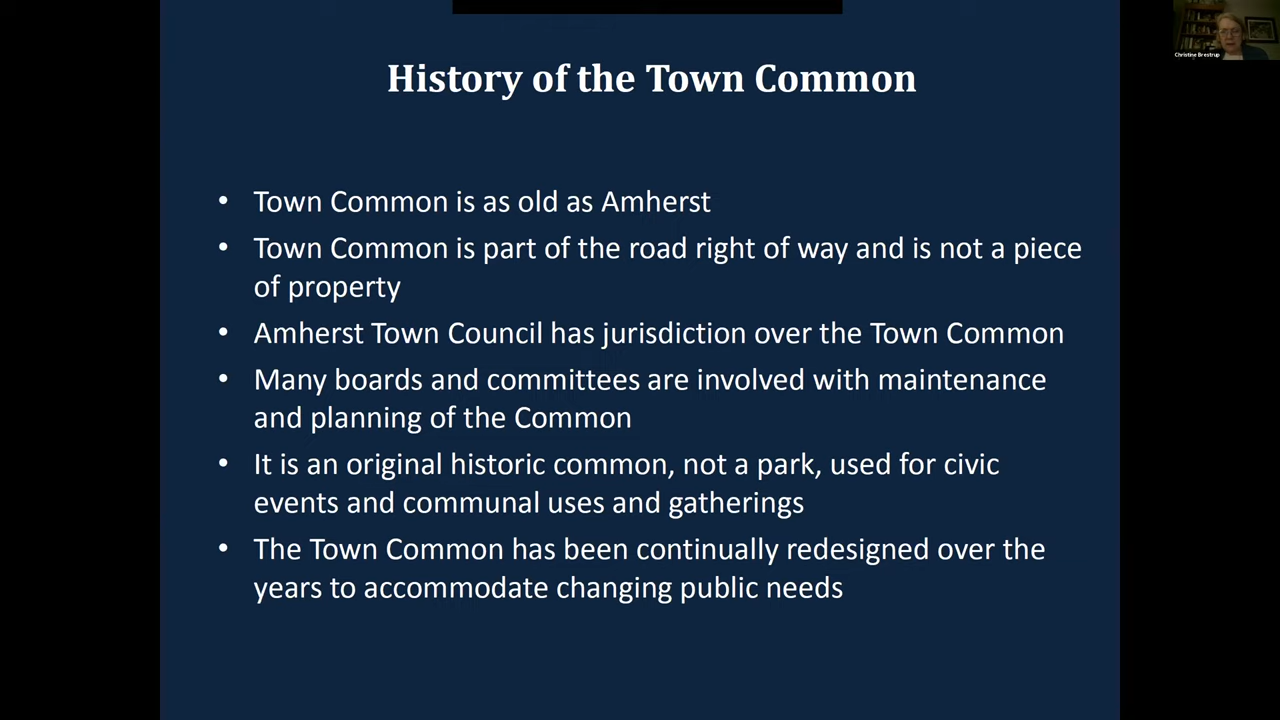 History of the Town Common
• Town Common is as old as Amherst
• Town Common is part of the road right of way and is not a piece
of property
• Amherst Town Council has jurisdiction over the Town Common
• Many boards and committees are involved with maintenance
and planning of the Common
• It is an original historic common, not a park, used for civic
events and communal uses and gatherings
• The Town Common has been continually redesigned over the
years to accommodate changing public needs
Christine Brestrup